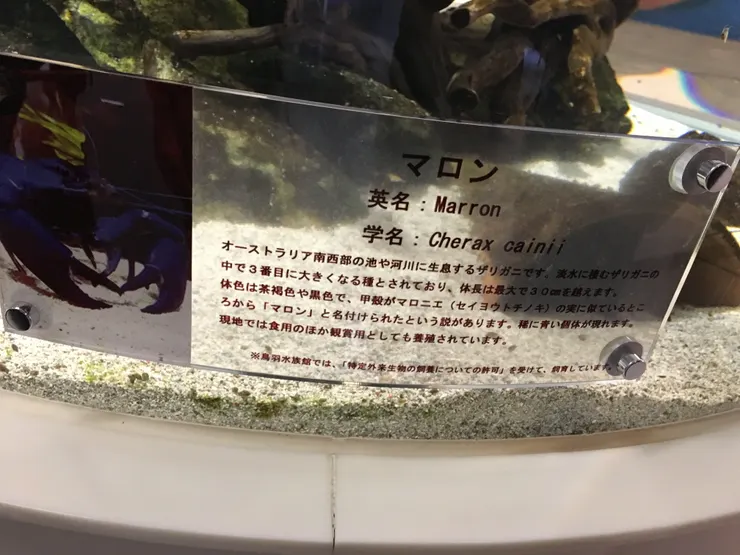 マロン
英名：Marron
学名：Cherax cainii
オーストラリア南西部の池や河川に生息するザリガニです。淡水に棲むザリガニの
中で３番目に大きくなる種とされており、体長は最大で３０㎝を越えます。
体色は茶褐色や黒色で、甲殻がマロニエ（セイヨウトチノキ）の実に似ているとこ
ろから「マロン」と名付けられたという説があります。稀に青い個体が現れます。
現地では食用のほか観賞用としても養殖されています。
※鳥羽水族館では、「特定外来生物の飼養についての許可」を受けて、飼育しています。